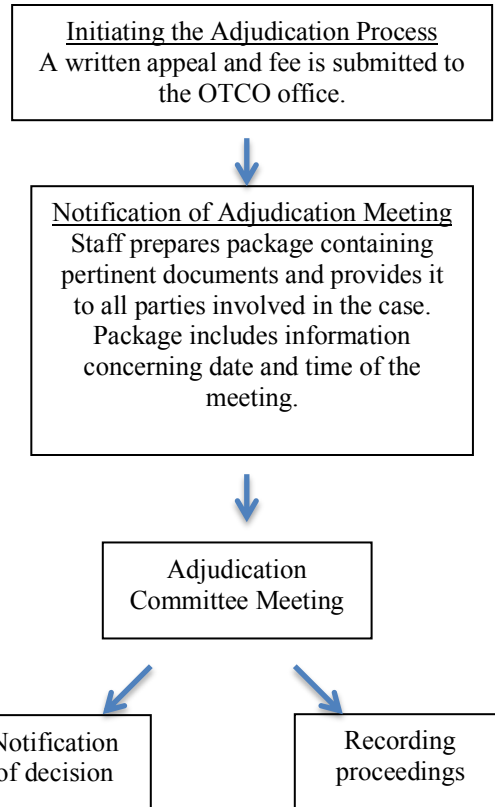 Initiating the Adjudication Process
A written appeal and fee is submitted to
the OTCO office.
Notification of Adjudication Meeting
Staff prepares package containing
pertinent documents and provides it
to all parties involved in the case.
Package includes information
concerning date and time of the
meeting.
Adjudication
Committee Meeting
Notification
of decision
Recording
proceedings